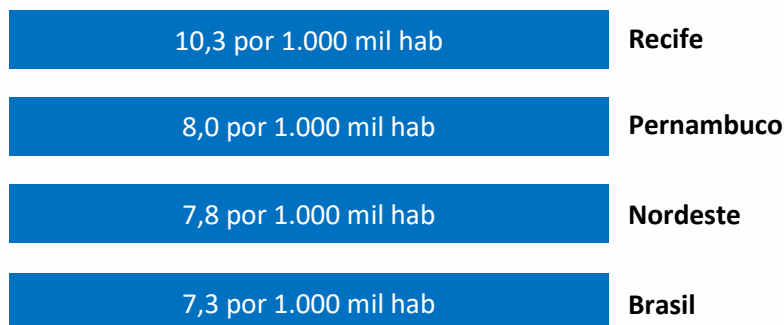 10,3 por 1.000 mil hab Recife
8,0 por 1.000 mil hab Pernambuco
7,8 por 1.000 mil hab Nordeste
7,3 por 1.000 mil hab Brasil